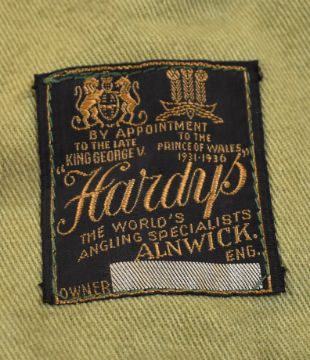 BY APPOINTMENT
TO THE LATE TO THE
"KING GEORGE V. PRINCE OF WALES"
1931-1936
Hardys
THE WORLD'S
ANGLING SPECIALISTS
ALNWICK.
ENG.
OWNER